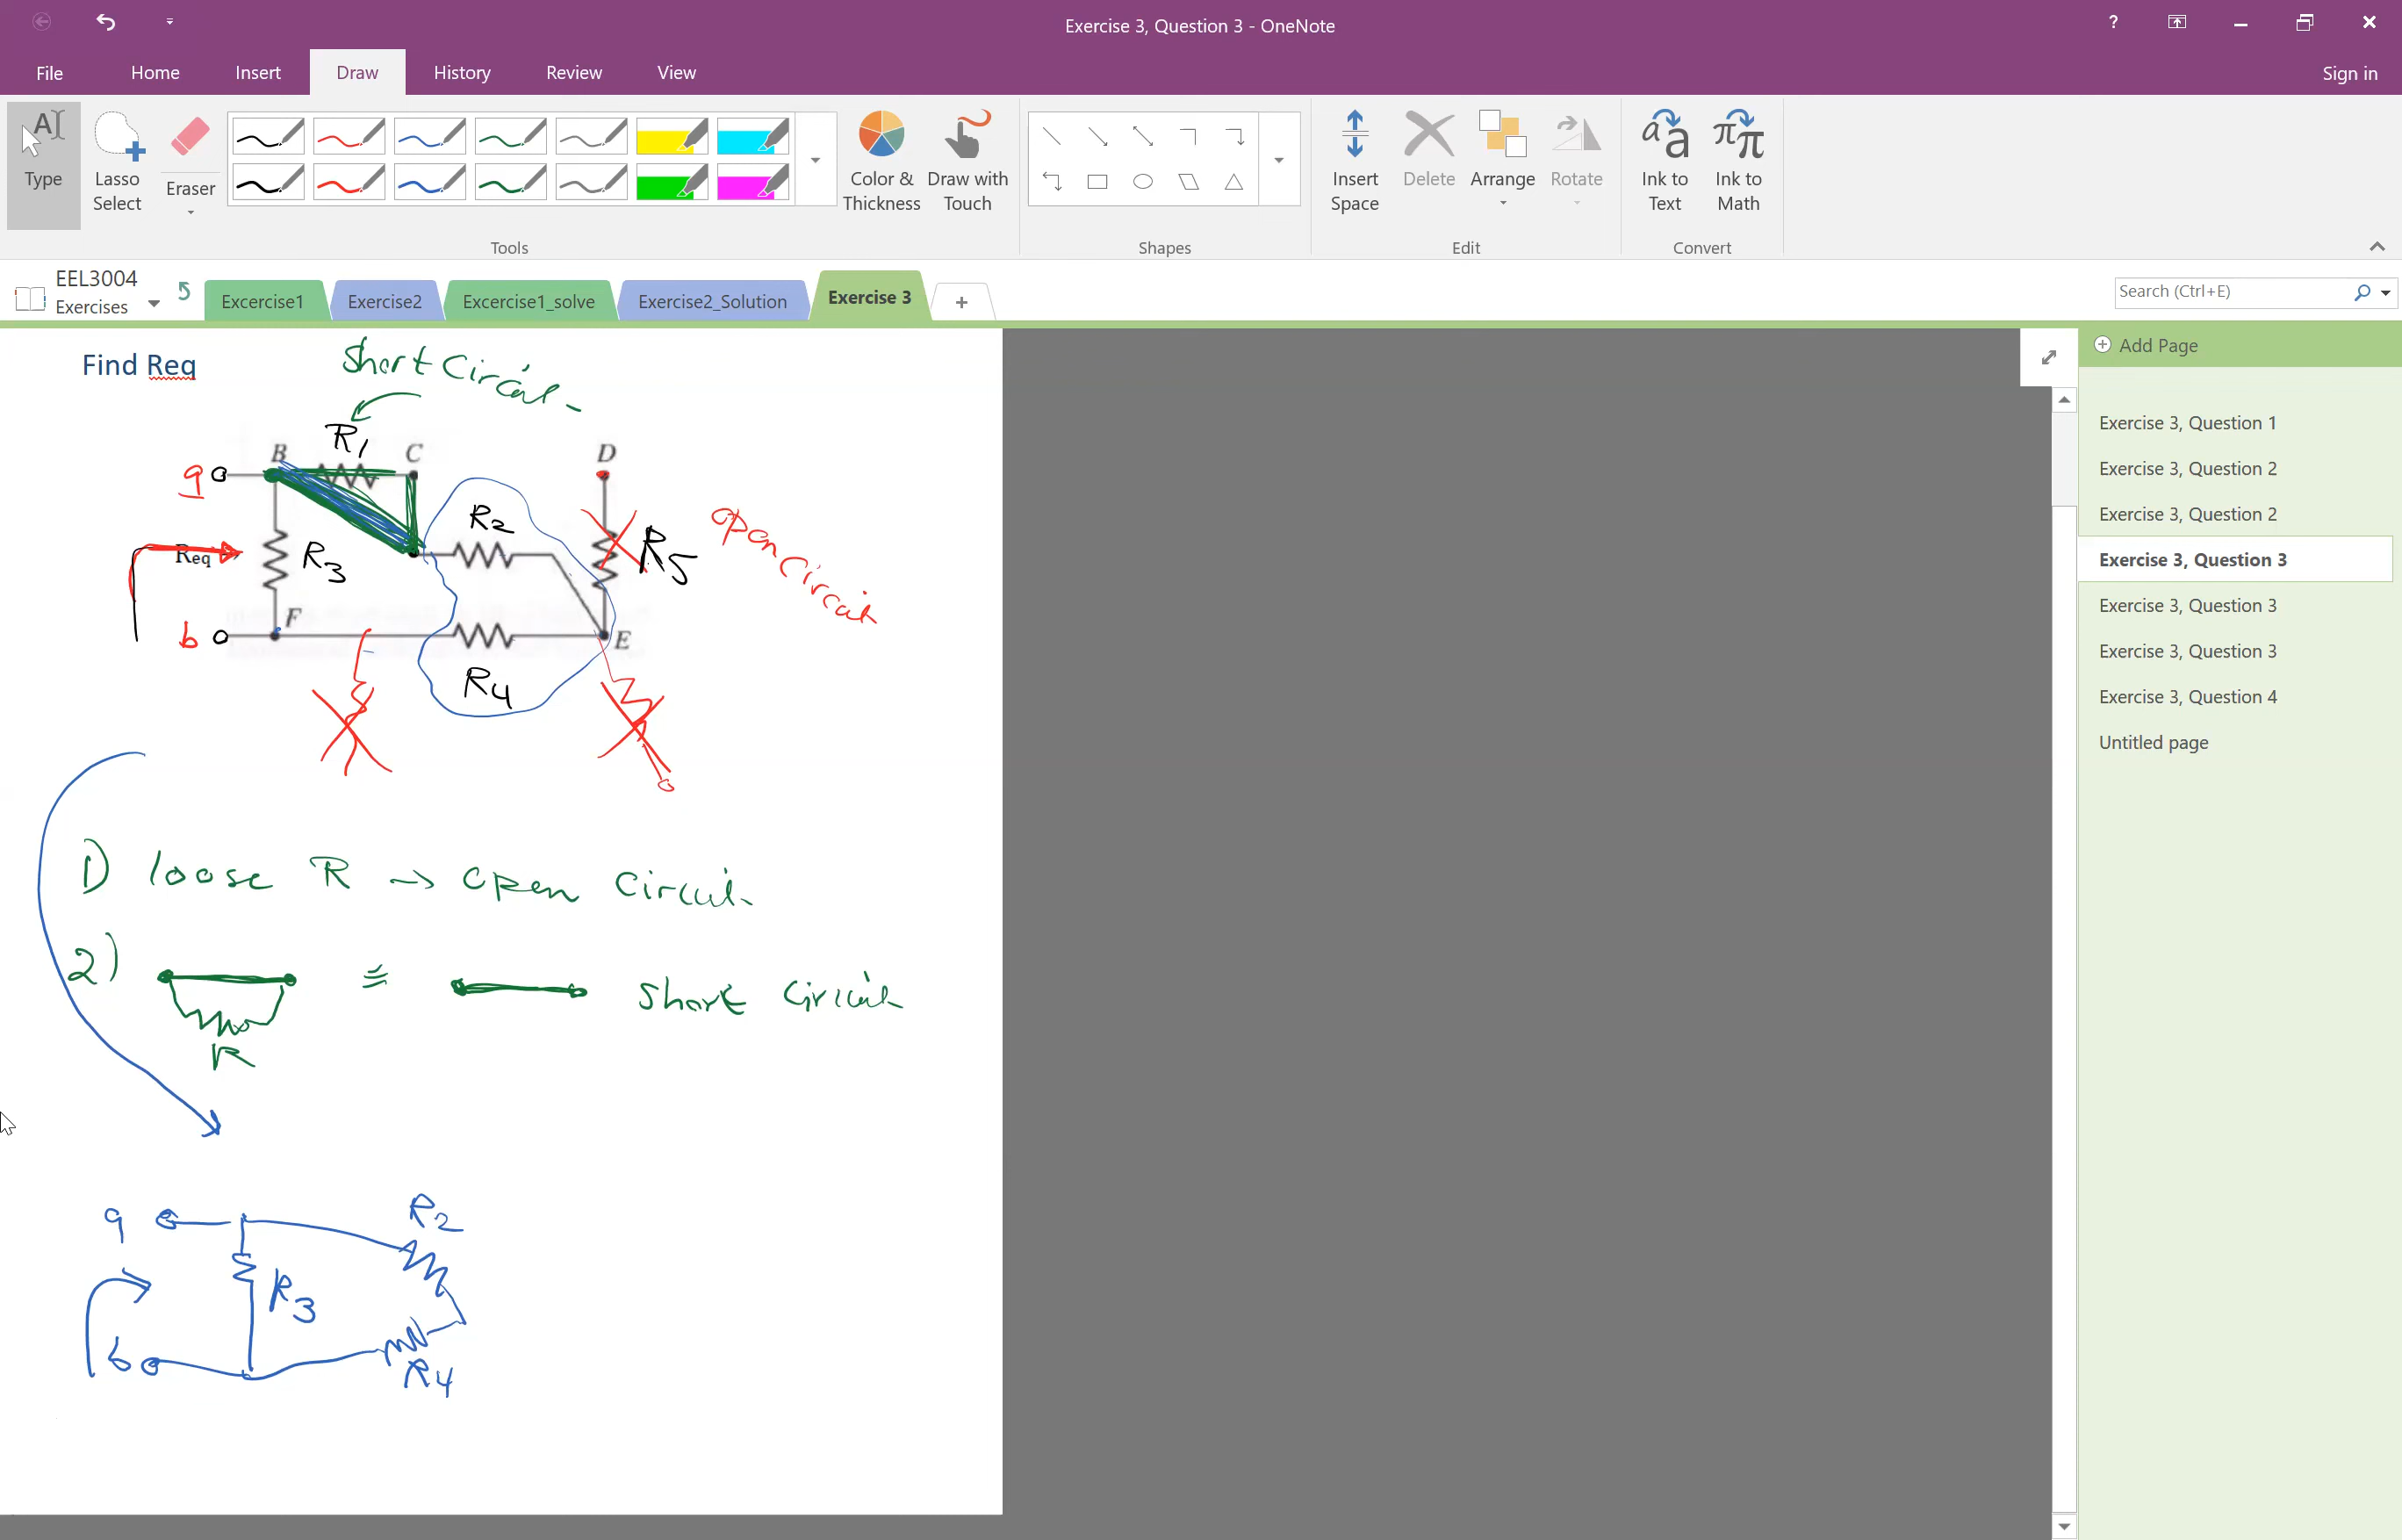 Exercise 3, Question 3 - OneNote
?
File Home Insert Draw History Review View Sign in
Type
Lasso Select
Eraser
Color & Thickness
Draw with Touch
Insert Space
Delete
Arrange
Rotate
Ink to Text
Ink to Math
Tools Shapes Edit Convert
EEL3004
Exercises
Excercise1 Exercise2 Excercise1_solve Exercise2_Solution Exercise 3 +
Search (Ctrl+E)
Add Page
Exercise 3, Question 1
Exercise 3, Question 2
Exercise 3, Question 2
Exercise 3, Question 3
Exercise 3, Question 3
Exercise 3, Question 3
Exercise 3, Question 4
Untitled page
Find Req
Short Circuit
R1
B C D
a
R2
Req R3 R5 open Circuit
F
b E
R4
1) loose R → open Circuit
2) ≡ Short Circuit
R
a R2
R3
b R4